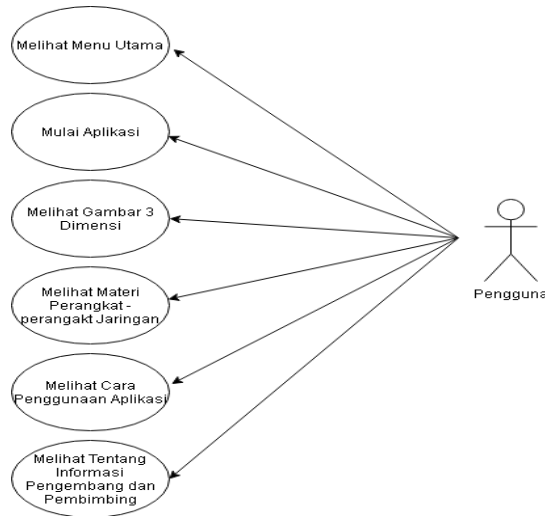 Melihat Menu Utama
Mulai Aplikasi
Melihat Gambar 3
Dimensi
Melihat Materi
Perangkat -
perangakt Jaringan
Melihat Cara
Penggunaan Aplikasi
Melihat Tentang
Informasi
Pengembang dan
Pembimbing
Pengguna